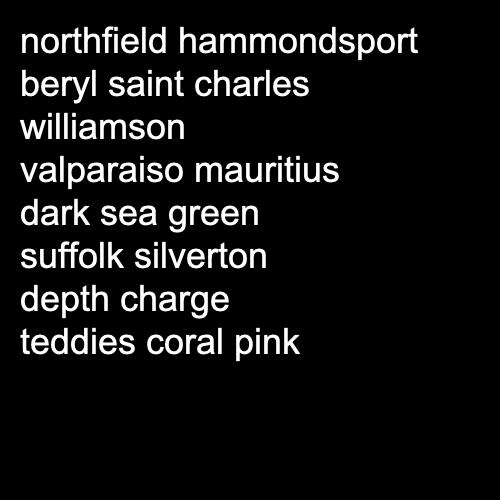 northfield hammondsport
beryl saint charles
williamson
valparaiso mauritius
dark sea green
suffolk silverton
depth charge
teddies coral pink